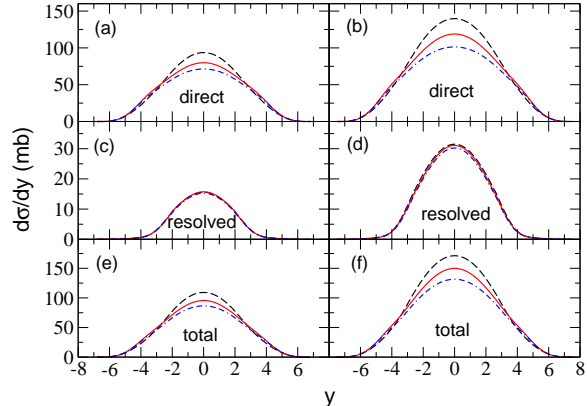 (a)
(b)
150
100
50
0
direct
direct
dσ/dy (mb)
(c)
(d)
30
20
10
0
resolved
resolved
(e)
(f)
150
100
50
0
total
total
-8 -6 -4 -2 0 2 4 6
-6 -4 -2 0 2 4 6 8
y